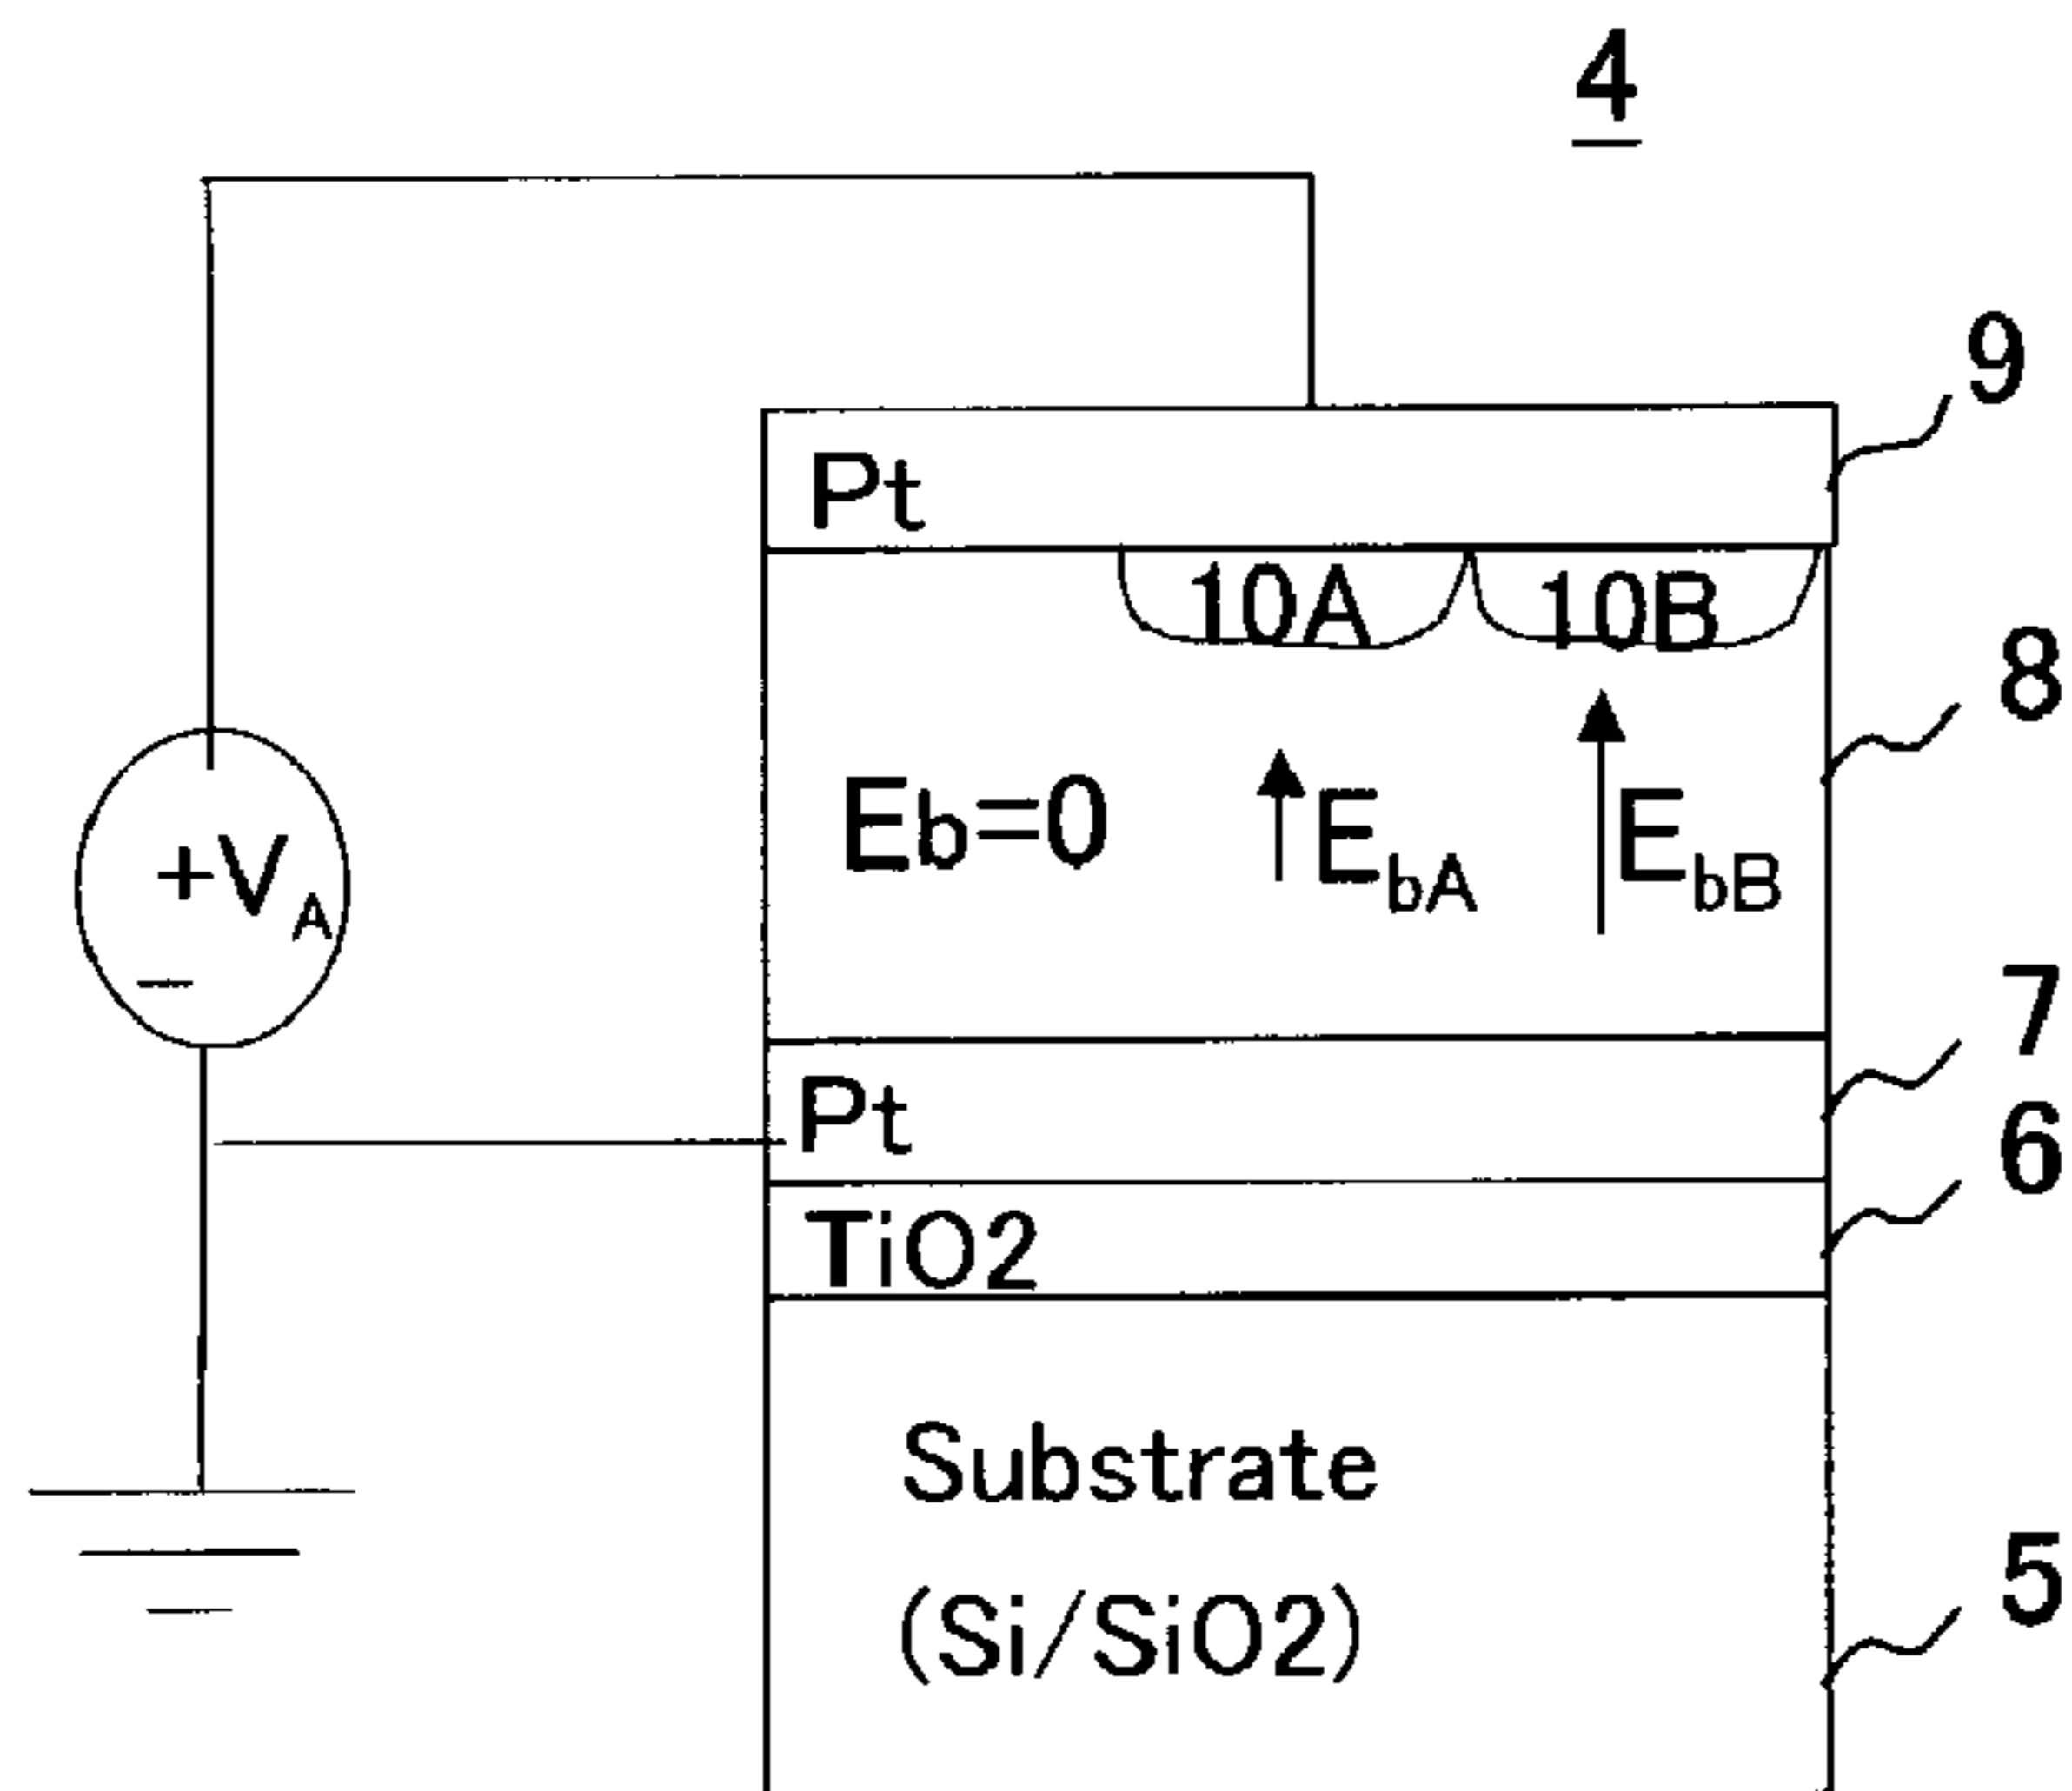 4
9
Pt
10A 10B
8
Eb=0 EbA EbB
+VA
−
7
Pt
6
TiO2
Substrate
5
(Si/SiO2)